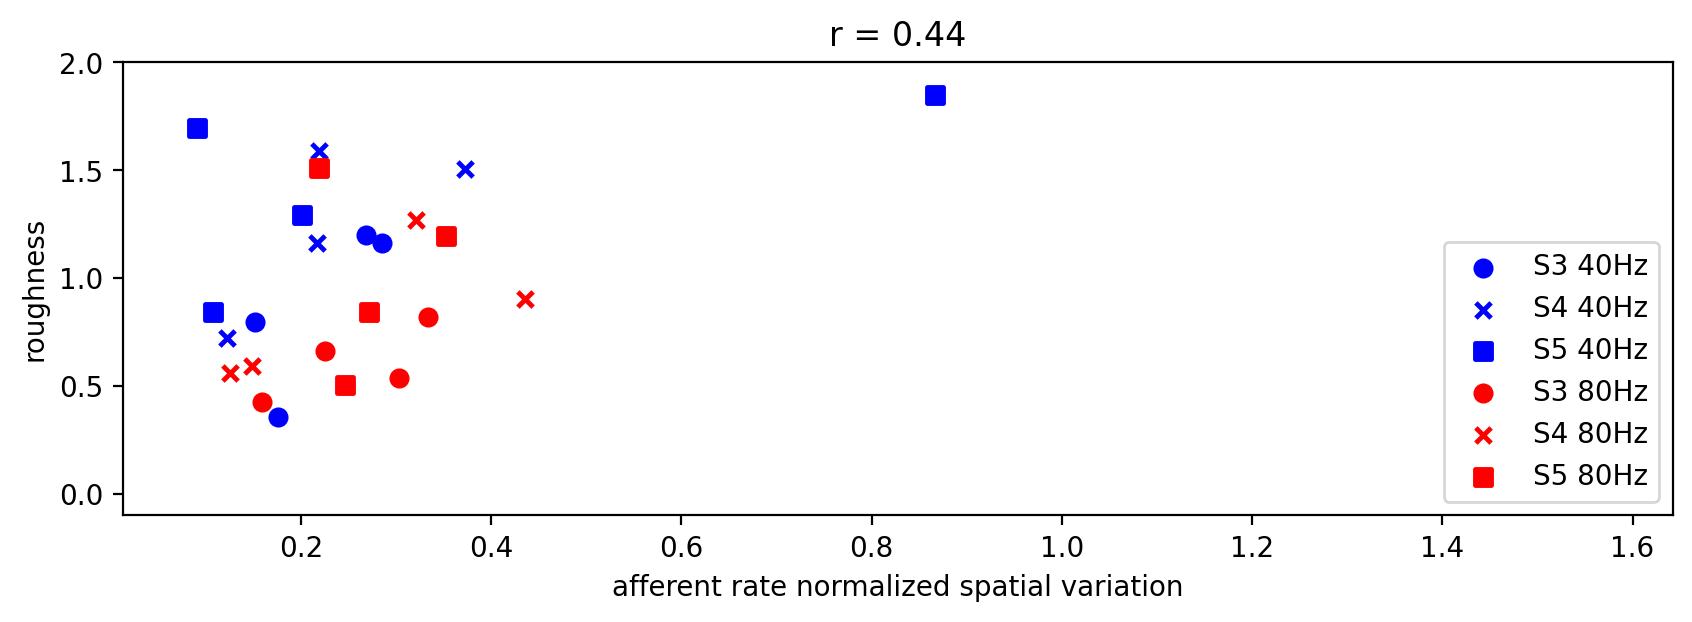 r = 0.44
2.0
1.5
1.0
0.5
0.0
roughness
S3 40Hz
S4 40Hz
S5 40Hz
S3 80Hz
S4 80Hz
S5 80Hz
0.2 0.4 0.6 0.8 1.0 1.2 1.4 1.6
afferent rate normalized spatial variation